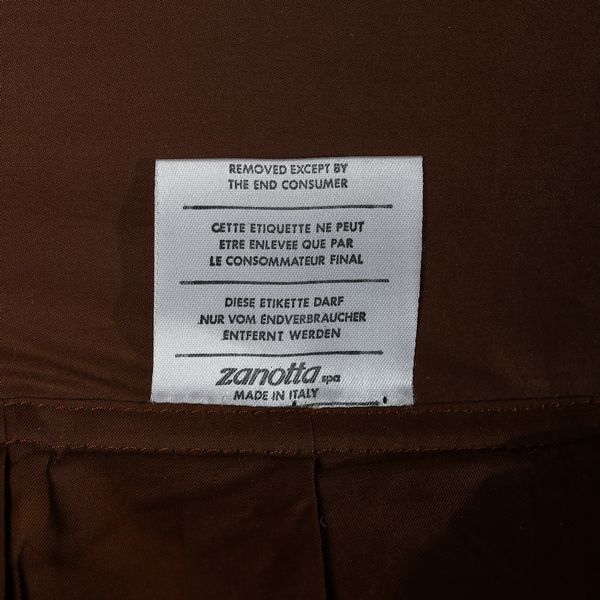 REMOVED EXCEPT BY
THE END CONSUMER
CETTE ETIQUETTE NE PEUT
ETRE ENLEVEE QUE PAR
LE CONSOMMATEUR FINAL
DIESE ETIKETTE DARF
NUR VOM ENDVERBRAUCHER
ENTFERNT WERDEN
zanotta spa
MADE IN ITALY